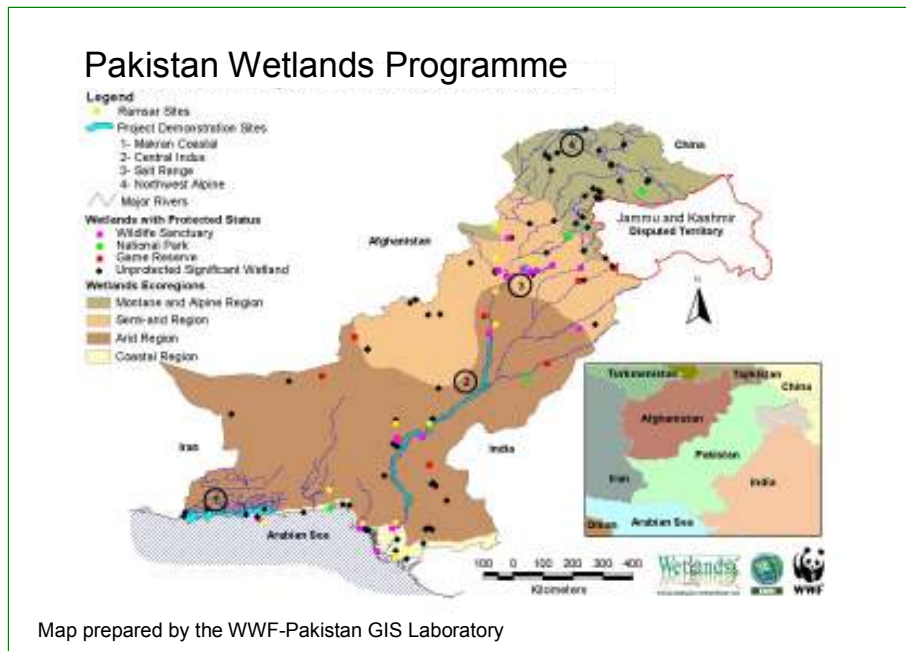 Pakistan Wetlands Programme
Legend
Ramsar Sites
Project Demonstration Sites
1- Makran Coastal
2- Central Indus
3- Salt Range
4- Northwest Alpine
Major Rivers
Wetlands with Protected Status
Wildlife Sanctuary
National Park
Game Reserve
Unprotected Significant Wetland
Wetlands Ecoregions
Montane and Alpine Region
Semi-arid Region
Arid Region
Coastal Region
4
China
Jammu and Kashmir
Disputed Territory
Afghanistan
N
3
2
Iran
India
1
Arabian Sea
Turkmenistan
Tajikistan
China
Afghanistan
Pakistan
Iran
India
Oman
Arabian Sea
100 0 100 200 300 400
Kilometers
Wetlands
WWF
Map prepared by the WWF-Pakistan GIS Laboratory